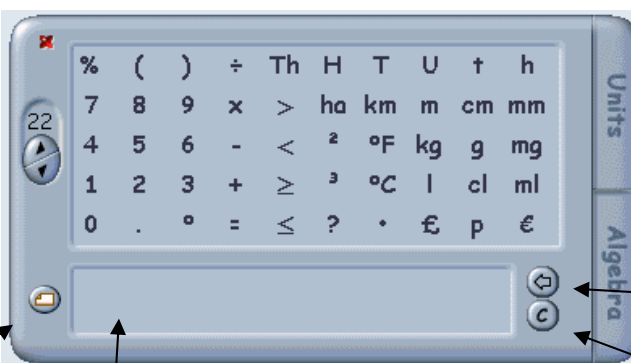 % ( ) ÷ Th H T U t h
7 8 9 x > ha km m cm mm
22
4 5 6 - < ² °F kg g mg
1 2 3 + ≥ ³ °C l cl ml
0 . ° = ≤ ? · £ p €
Units
Algebra
C